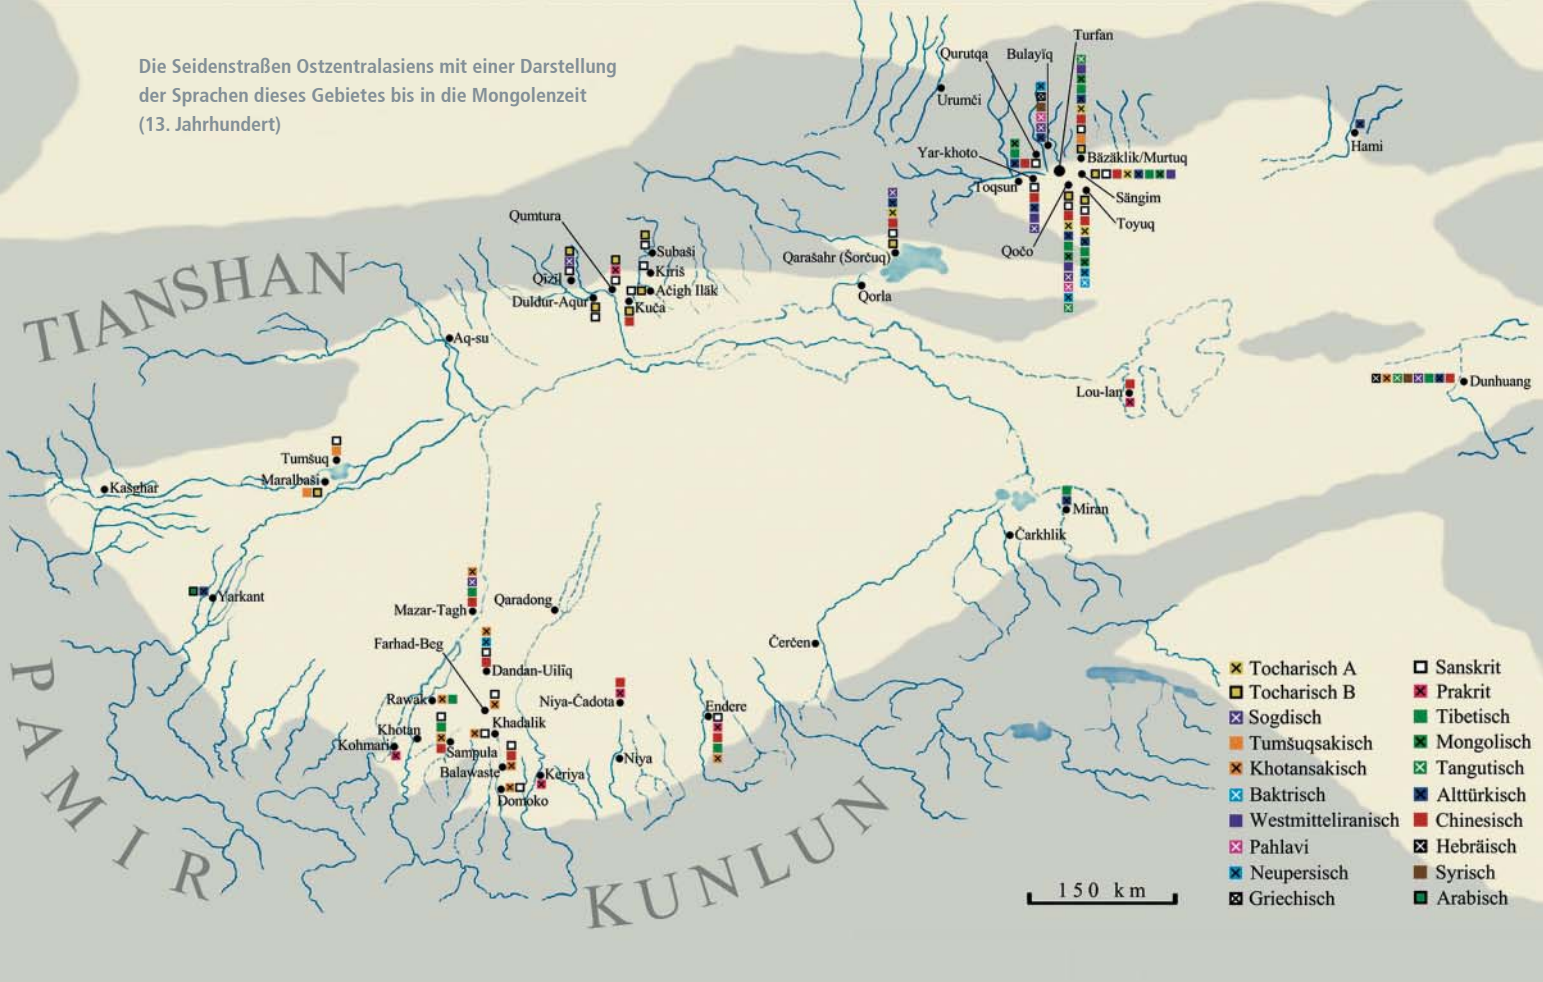 Die Seidenstraßen Ostzentralasiens mit einer Darstellung
der Sprachen dieses Gebietes bis in die Mongolenzeit
(13. Jahrhundert)
Turfan
Qurutqa
Bulayïq
Urumči
Hami
Yar-khoto
Bäzäklik/Murtuq
Toqsun
Sängim
Toyuq
Qočo
Qumtura
Subaši
Qarašahr (Šorčuq)
Qizil
Kiriš
Ačigh Iläk
Duldur-Aqur
Kuča
Qorla
TIANSHAN
Aq-su
Lou-lan
Dunhuang
Tumšuq
Maralbaši
Kašghar
Miran
Čarkhlik
Yarkant
Mazar-Tagh
Qaradong
Farhad-Beg
Čerčen
Dandan-Uilïq
Rawak
Niya-Čadota
Endere
Khadalik
Khotan
Kohmari
Šampula
Balawaste
Keriya
Niya
Domoko
PAMIR
KUNLUN
150 km
Tocharisch A
Tocharisch B
Sogdisch
Tumšuqsakisch
Khotansakisch
Baktrisch
Westmitteliranisch
Pahlavi
Neupersisch
Griechisch
Sanskrit
Prakrit
Tibetisch
Mongolisch
Tangutisch
Alttürkisch
Chinesisch
Hebräisch
Syrisch
Arabisch